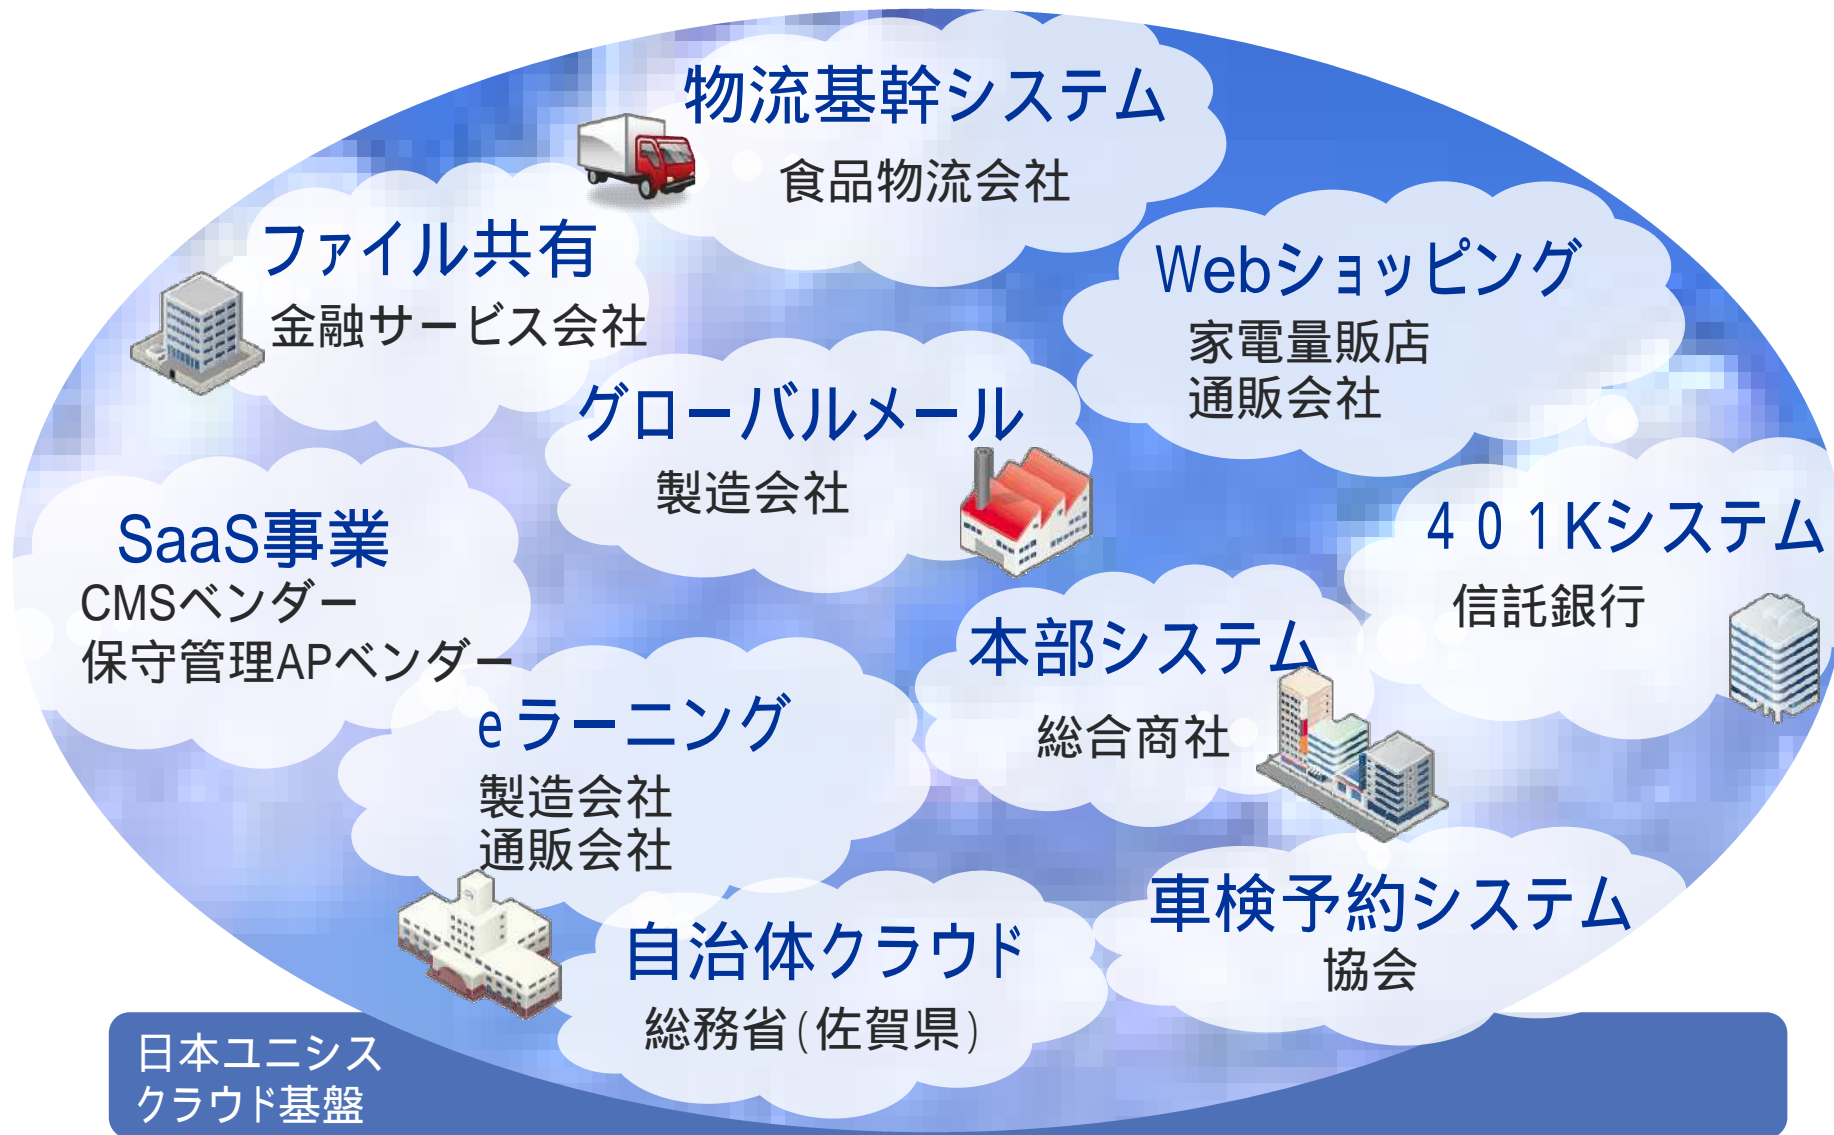 物流基幹システム
食品物流会社
ファイル共有
金融サービス会社
Webショッピング
家電量販店
通販会社
グローバルメール
製造会社
SaaS事業
CMSベンダー
保守管理APベンダー
４０１Kシステム
信託銀行
本部システム
総合商社
eラーニング
製造会社
通販会社
車検予約システム
協会
自治体クラウド
総務省(佐賀県)
日本ユニシス
クラウド基盤